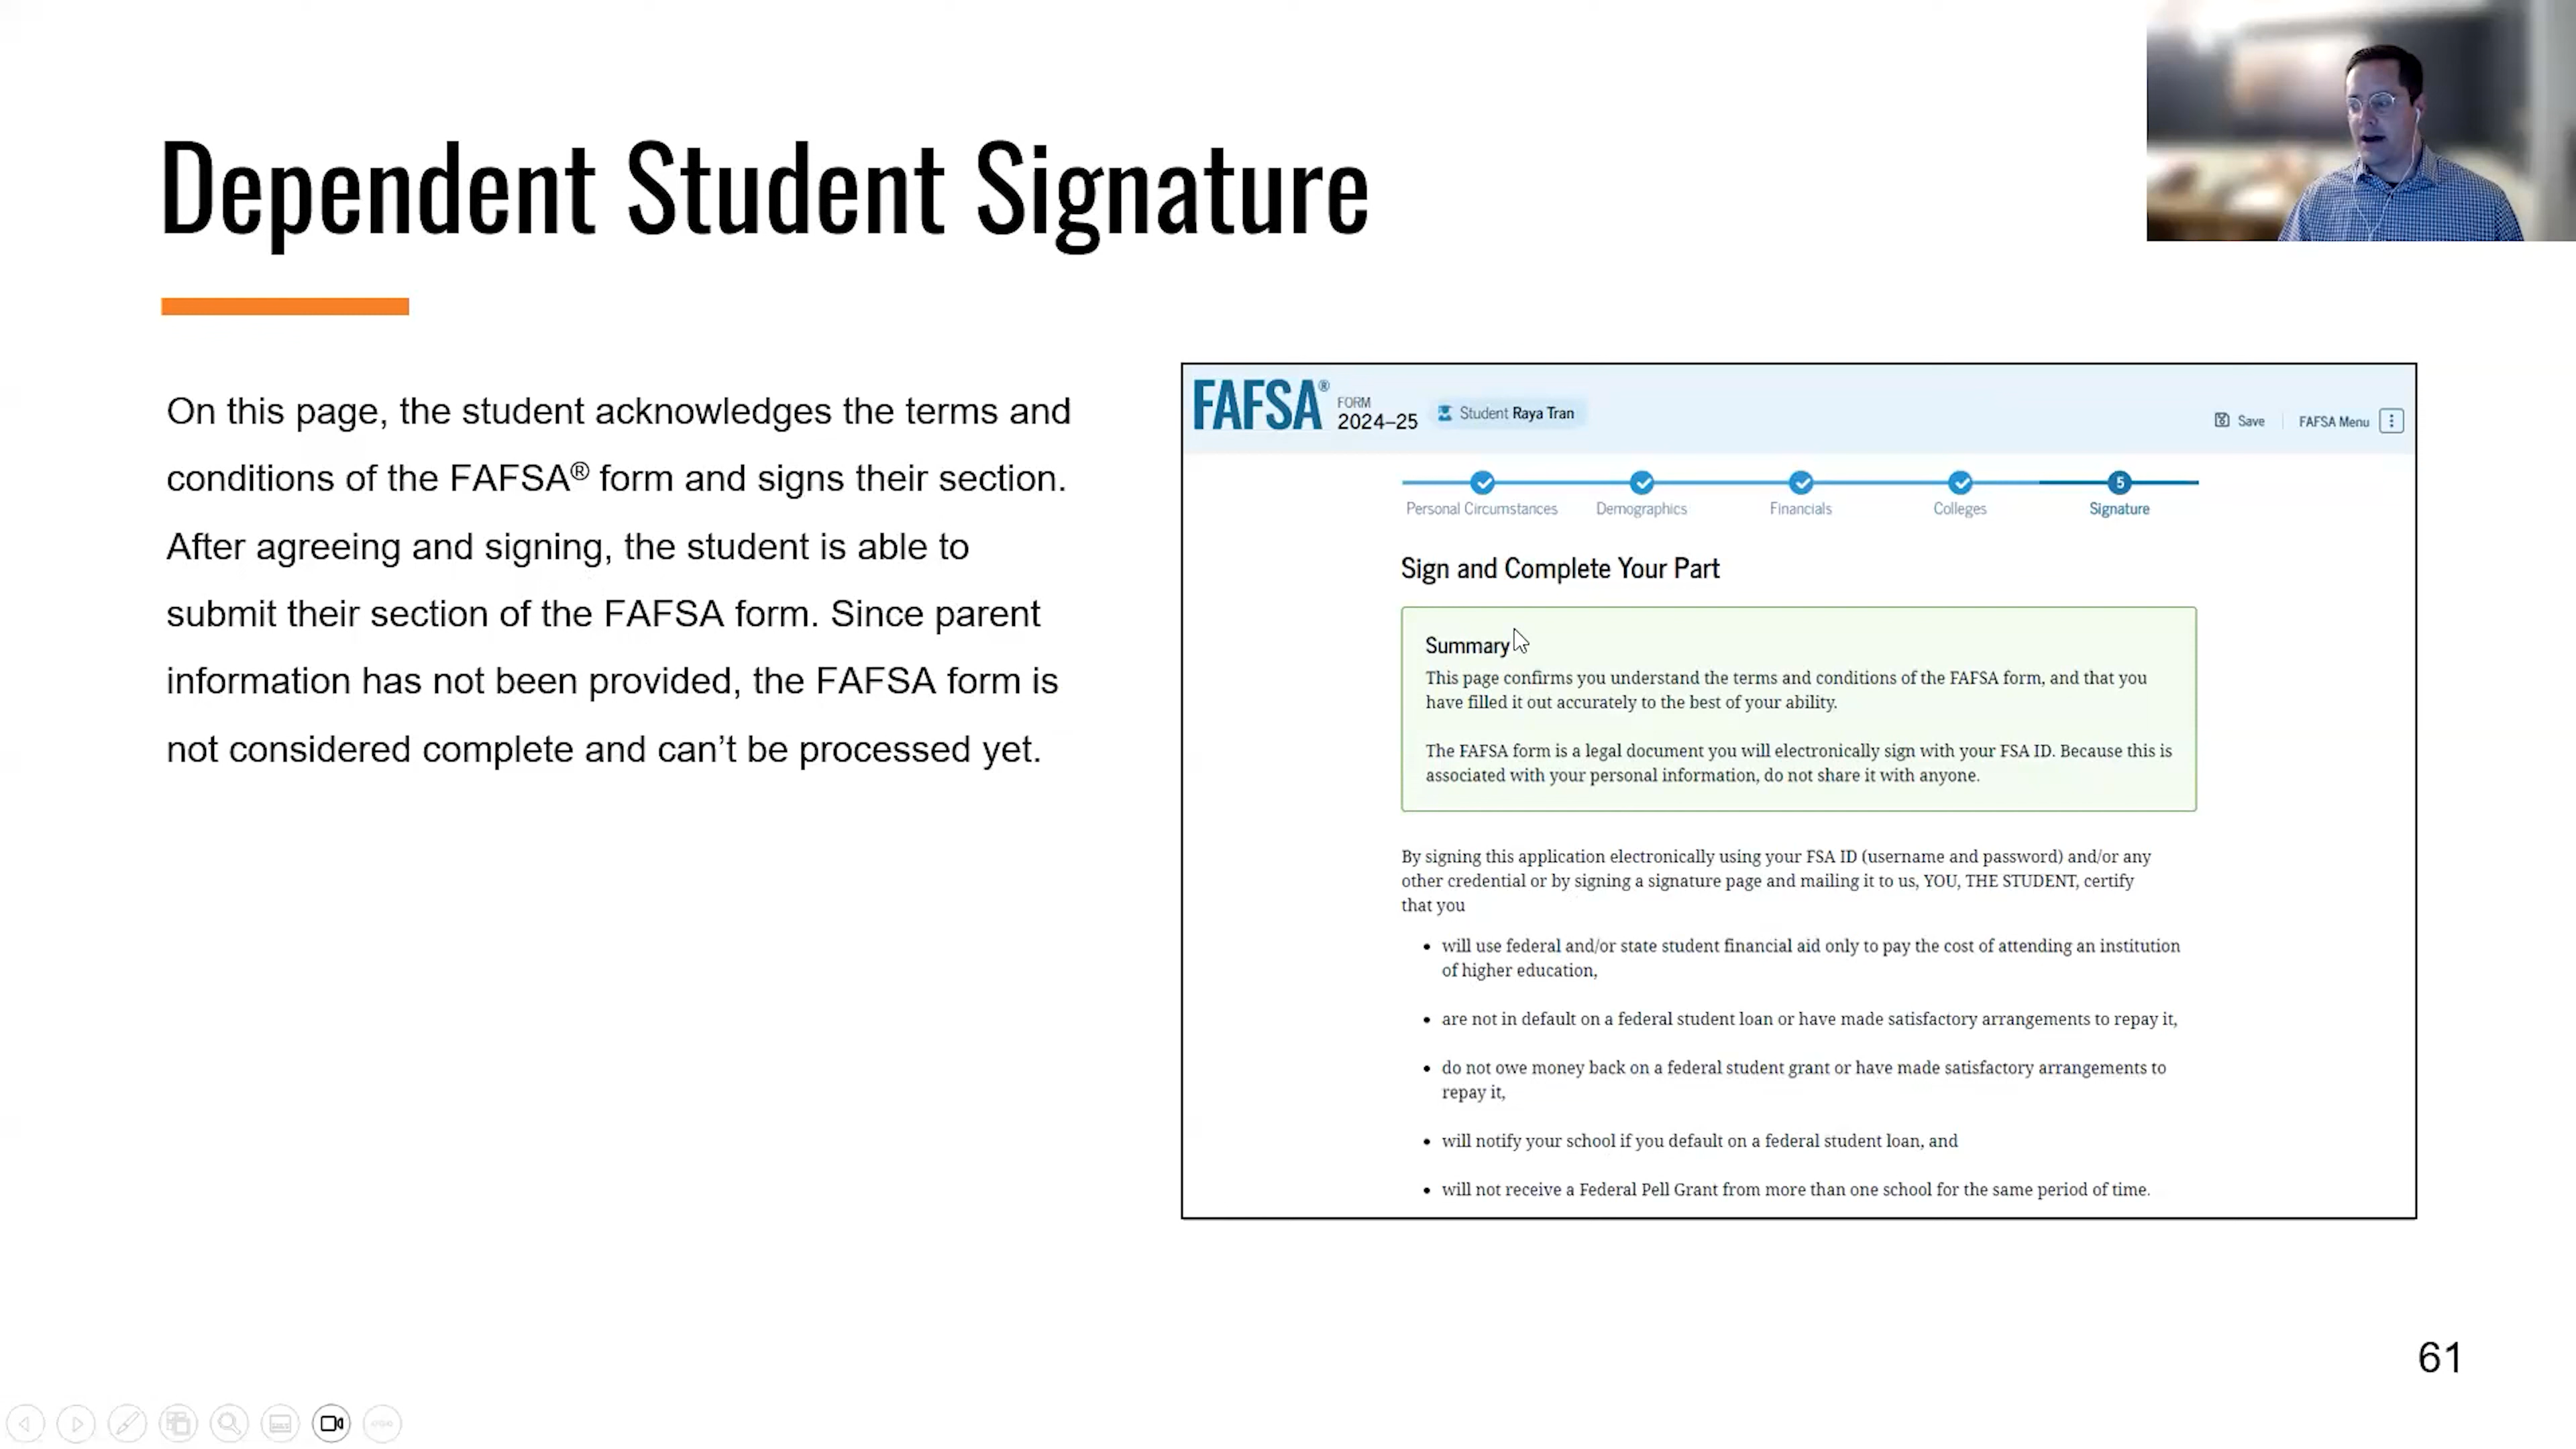 Dependent Student Signature
On this page, the student acknowledges the terms and
conditions of the FAFSA® form and signs their section.
After agreeing and signing, the student is able to
submit their section of the FAFSA form. Since parent
information has not been provided, the FAFSA form is
not considered complete and can’t be processed yet.
FAFSA® FORM 2024–25 Student Raya Tran Save FAFSA Menu
Personal Circumstances Demographics Financials Colleges 5 Signature
Sign and Complete Your Part
Summary
This page confirms you understand the terms and conditions of the FAFSA form, and that you
have filled it out accurately to the best of your ability.
The FAFSA form is a legal document you will electronically sign with your FSA ID. Because this is
associated with your personal information, do not share it with anyone.
By signing this application electronically using your FSA ID (username and password) and/or any
other credential or by signing a signature page and mailing it to us, YOU, THE STUDENT, certify
that you
• will use federal and/or state student financial aid only to pay the cost of attending an institution
of higher education,
• are not in default on a federal student loan or have made satisfactory arrangements to repay it,
• do not owe money back on a federal student grant or have made satisfactory arrangements to
repay it,
• will notify your school if you default on a federal student loan, and
• will not receive a Federal Pell Grant from more than one school for the same period of time.
61